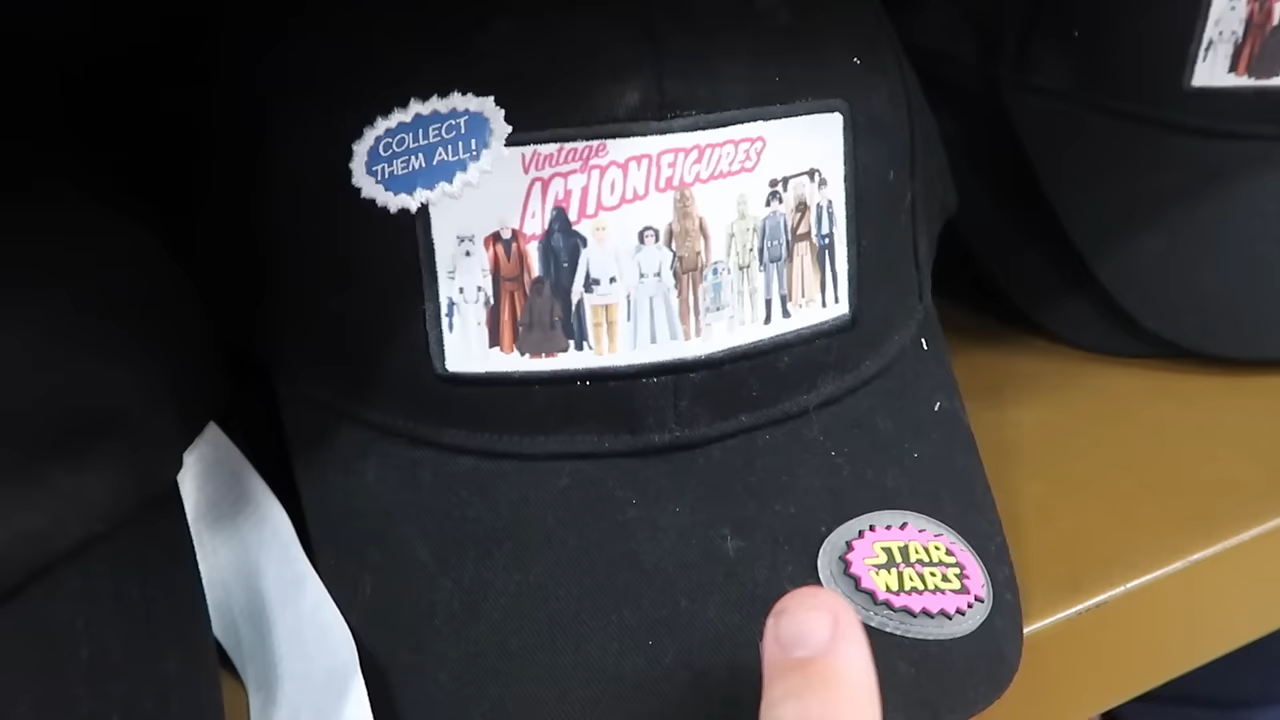 COLLECT
THEM ALL!
Vintage
ACTION FIGURES
STAR
WARS